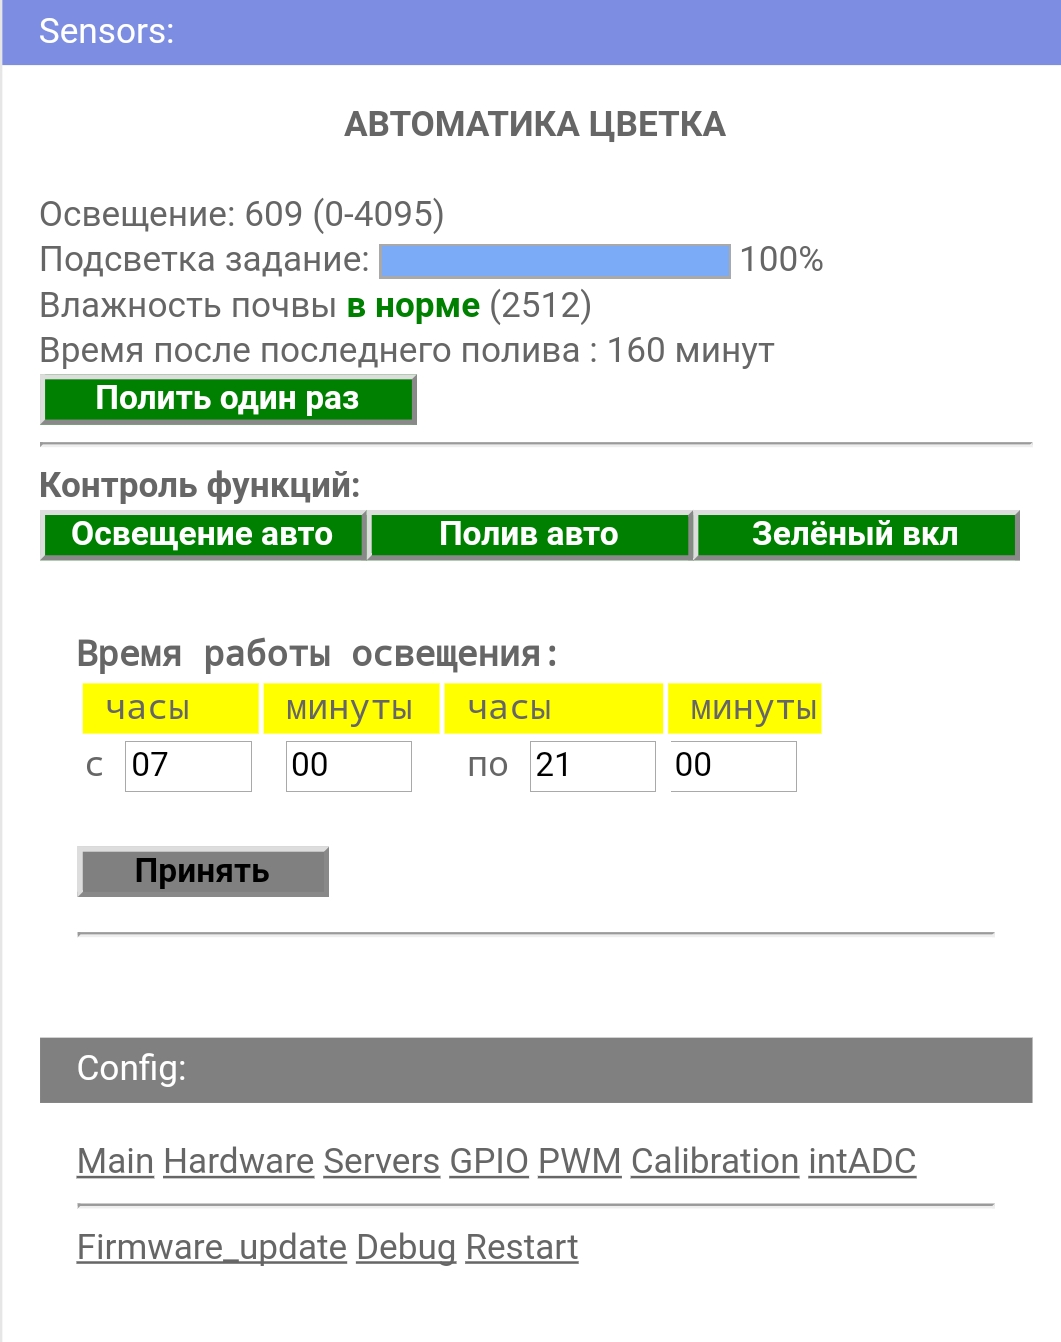 Sensors:
АВТОМАТИКА ЦВЕТКА
Освещение: 609 (0-4095)
Подсветка задание: 100%
Влажность почвы в норме (2512)
Время после последнего полива : 160 минут
Полить один раз
Контроль функций:
Освещение авто Полив авто Зелёный вкл
Время работы освещения:
часы минуты часы минуты
с 07 00 по 21 00
Принять
Config:
Main Hardware Servers GPIO PWM Calibration intADC
Firmware_update Debug Restart